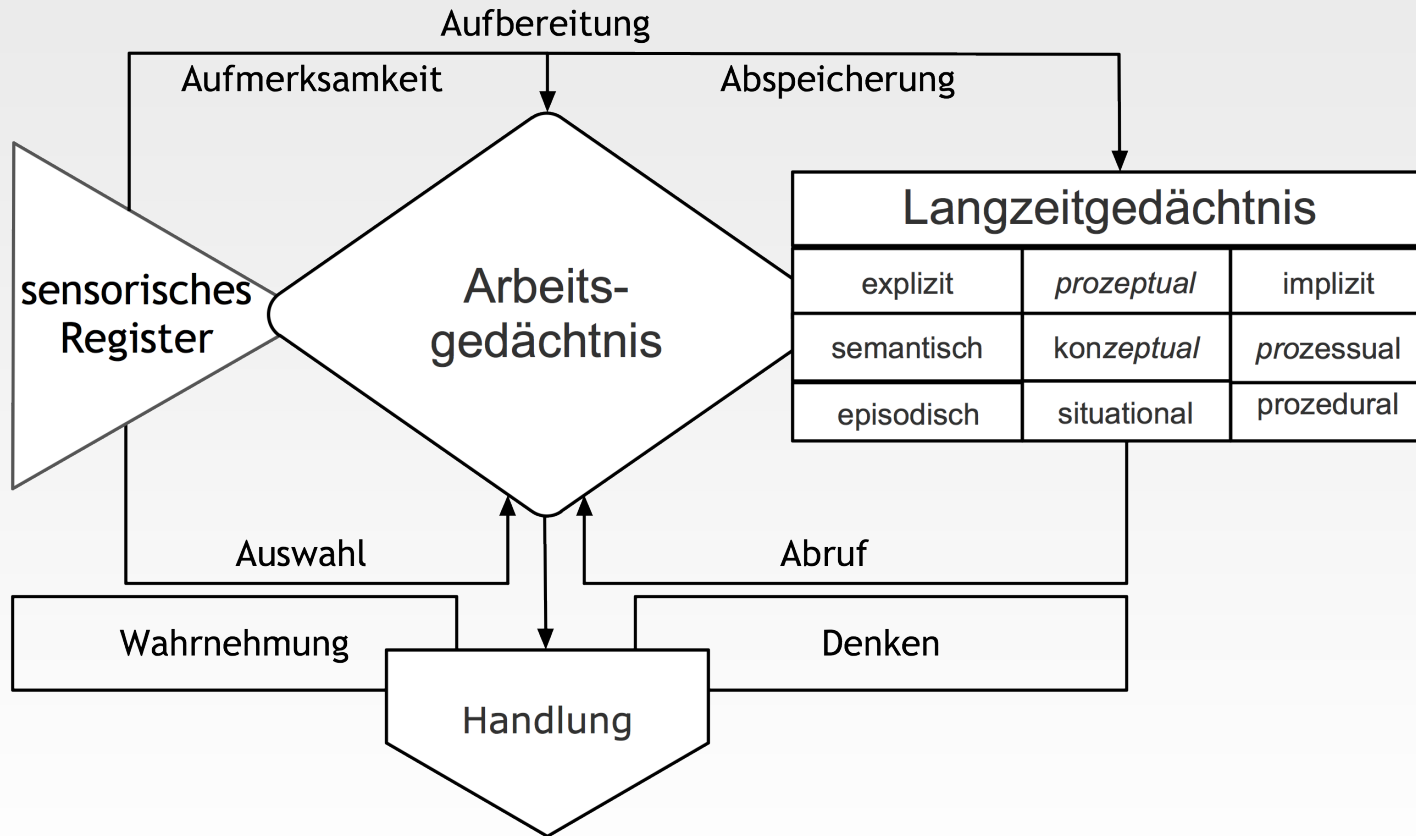 Aufbereitung
Aufmerksamkeit
Abspeicherung
sensorisches
Register
Arbeits-
gedächtnis
Langzeitgedächtnis
explizit prozeptual implizit
semantisch konzeptual prozessual
episodisch situational prozedural
Auswahl
Abruf
Wahrnehmung
Denken
Handlung